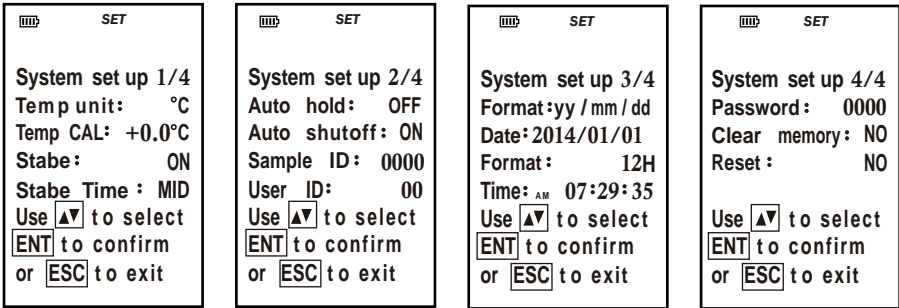 SET
System set up 1/4
Temp unit: °C
Temp CAL: +0.0°C
Stabe: ON
Stabe Time: MID
Use ▲▼ to select
ENT to confirm
or ESC to exit
SET
System set up 2/4
Auto hold: OFF
Auto shutoff: ON
Sample ID: 0000
User ID: 00
Use ▲▼ to select
ENT to confirm
or ESC to exit
SET
System set up 3/4
Format:yy/mm/dd
Date:2014/01/01
Format: 12H
Time: AM 07:29:35
Use ▲▼ to select
ENT to confirm
or ESC to exit
SET
System set up 4/4
Password: 0000
Clear memory: NO
Reset: NO
Use ▲▼ to select
ENT to confirm
or ESC to exit